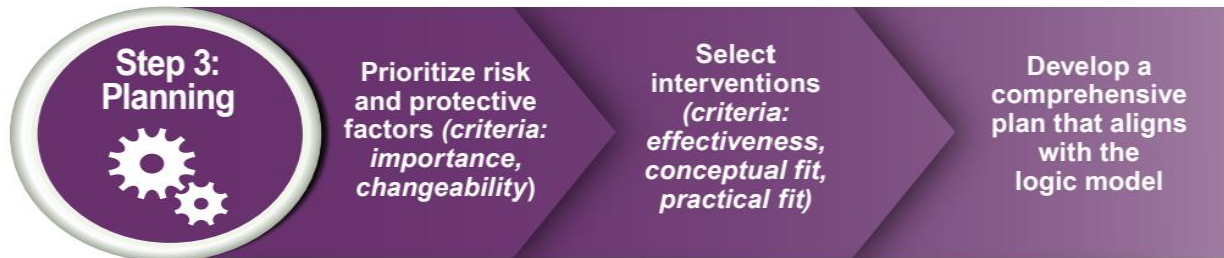 Step 3:
Planning
Prioritize risk
and protective
factors (criteria:
importance,
changeability)
Select
interventions
(criteria:
effectiveness,
conceptual fit,
practical fit)
Develop a
comprehensive
plan that aligns
with the
logic model